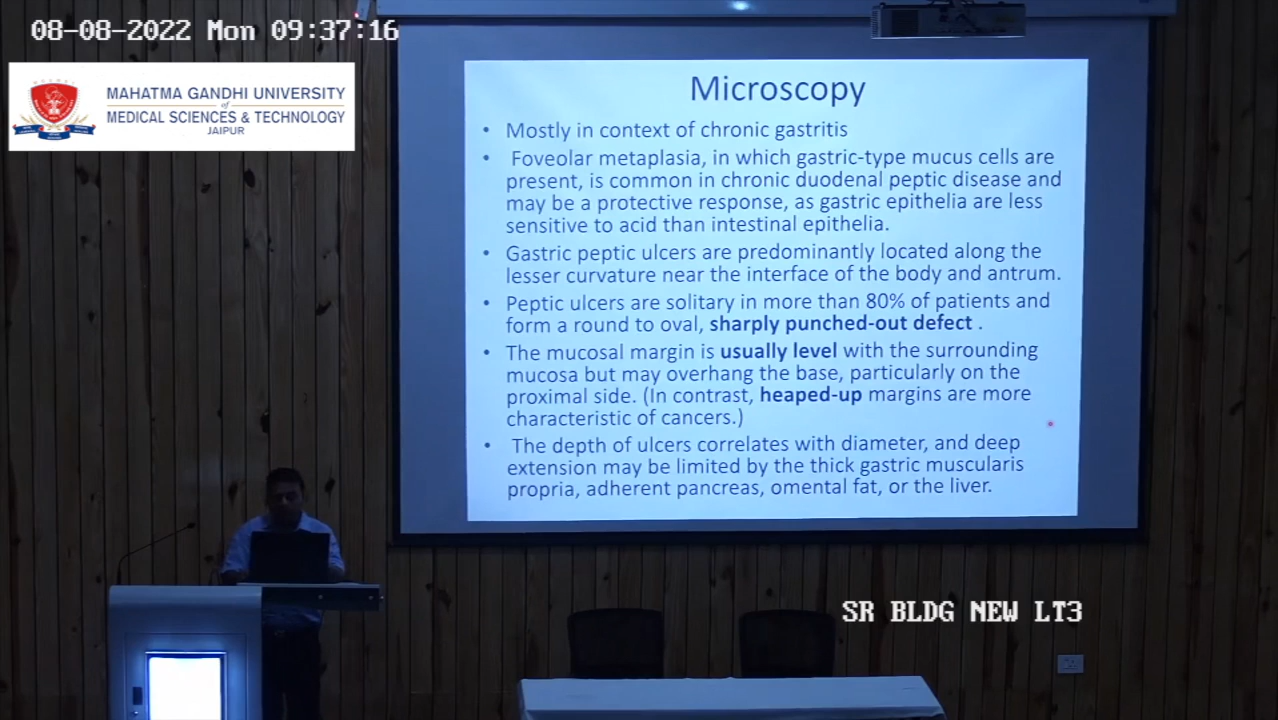 08-08-2022 Mon 09:37:16
MAHATMA GANDHI UNIVERSITY
of
MEDICAL SCIENCES & TECHNOLOGY
JAIPUR
Microscopy
• Mostly in context of chronic gastritis
• Foveolar metaplasia, in which gastric-type mucus cells are
present, is common in chronic duodenal peptic disease and
may be a protective response, as gastric epithelia are less
sensitive to acid than intestinal epithelia.
• Gastric peptic ulcers are predominantly located along the
lesser curvature near the interface of the body and antrum.
• Peptic ulcers are solitary in more than 80% of patients and
form a round to oval, sharply punched-out defect .
• The mucosal margin is usually level with the surrounding
mucosa but may overhang the base, particularly on the
proximal side. (In contrast, heaped-up margins are more
characteristic of cancers.)
• The depth of ulcers correlates with diameter, and deep
extension may be limited by the thick gastric muscularis
propria, adherent pancreas, omental fat, or the liver.
SR BLDG NEW LT3